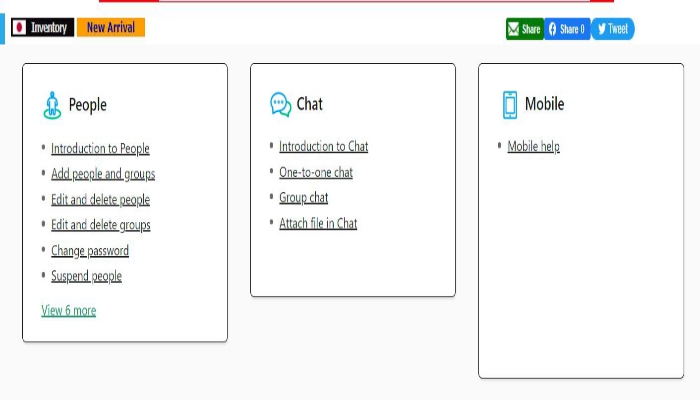 Inventory New Arrival Share Share 0 Tweet
People
Introduction to People
Add people and groups
Edit and delete people
Edit and delete groups
Change password
Suspend people
View 6 more
Chat
Introduction to Chat
One-to-one chat
Group chat
Attach file in Chat
Mobile
Mobile help